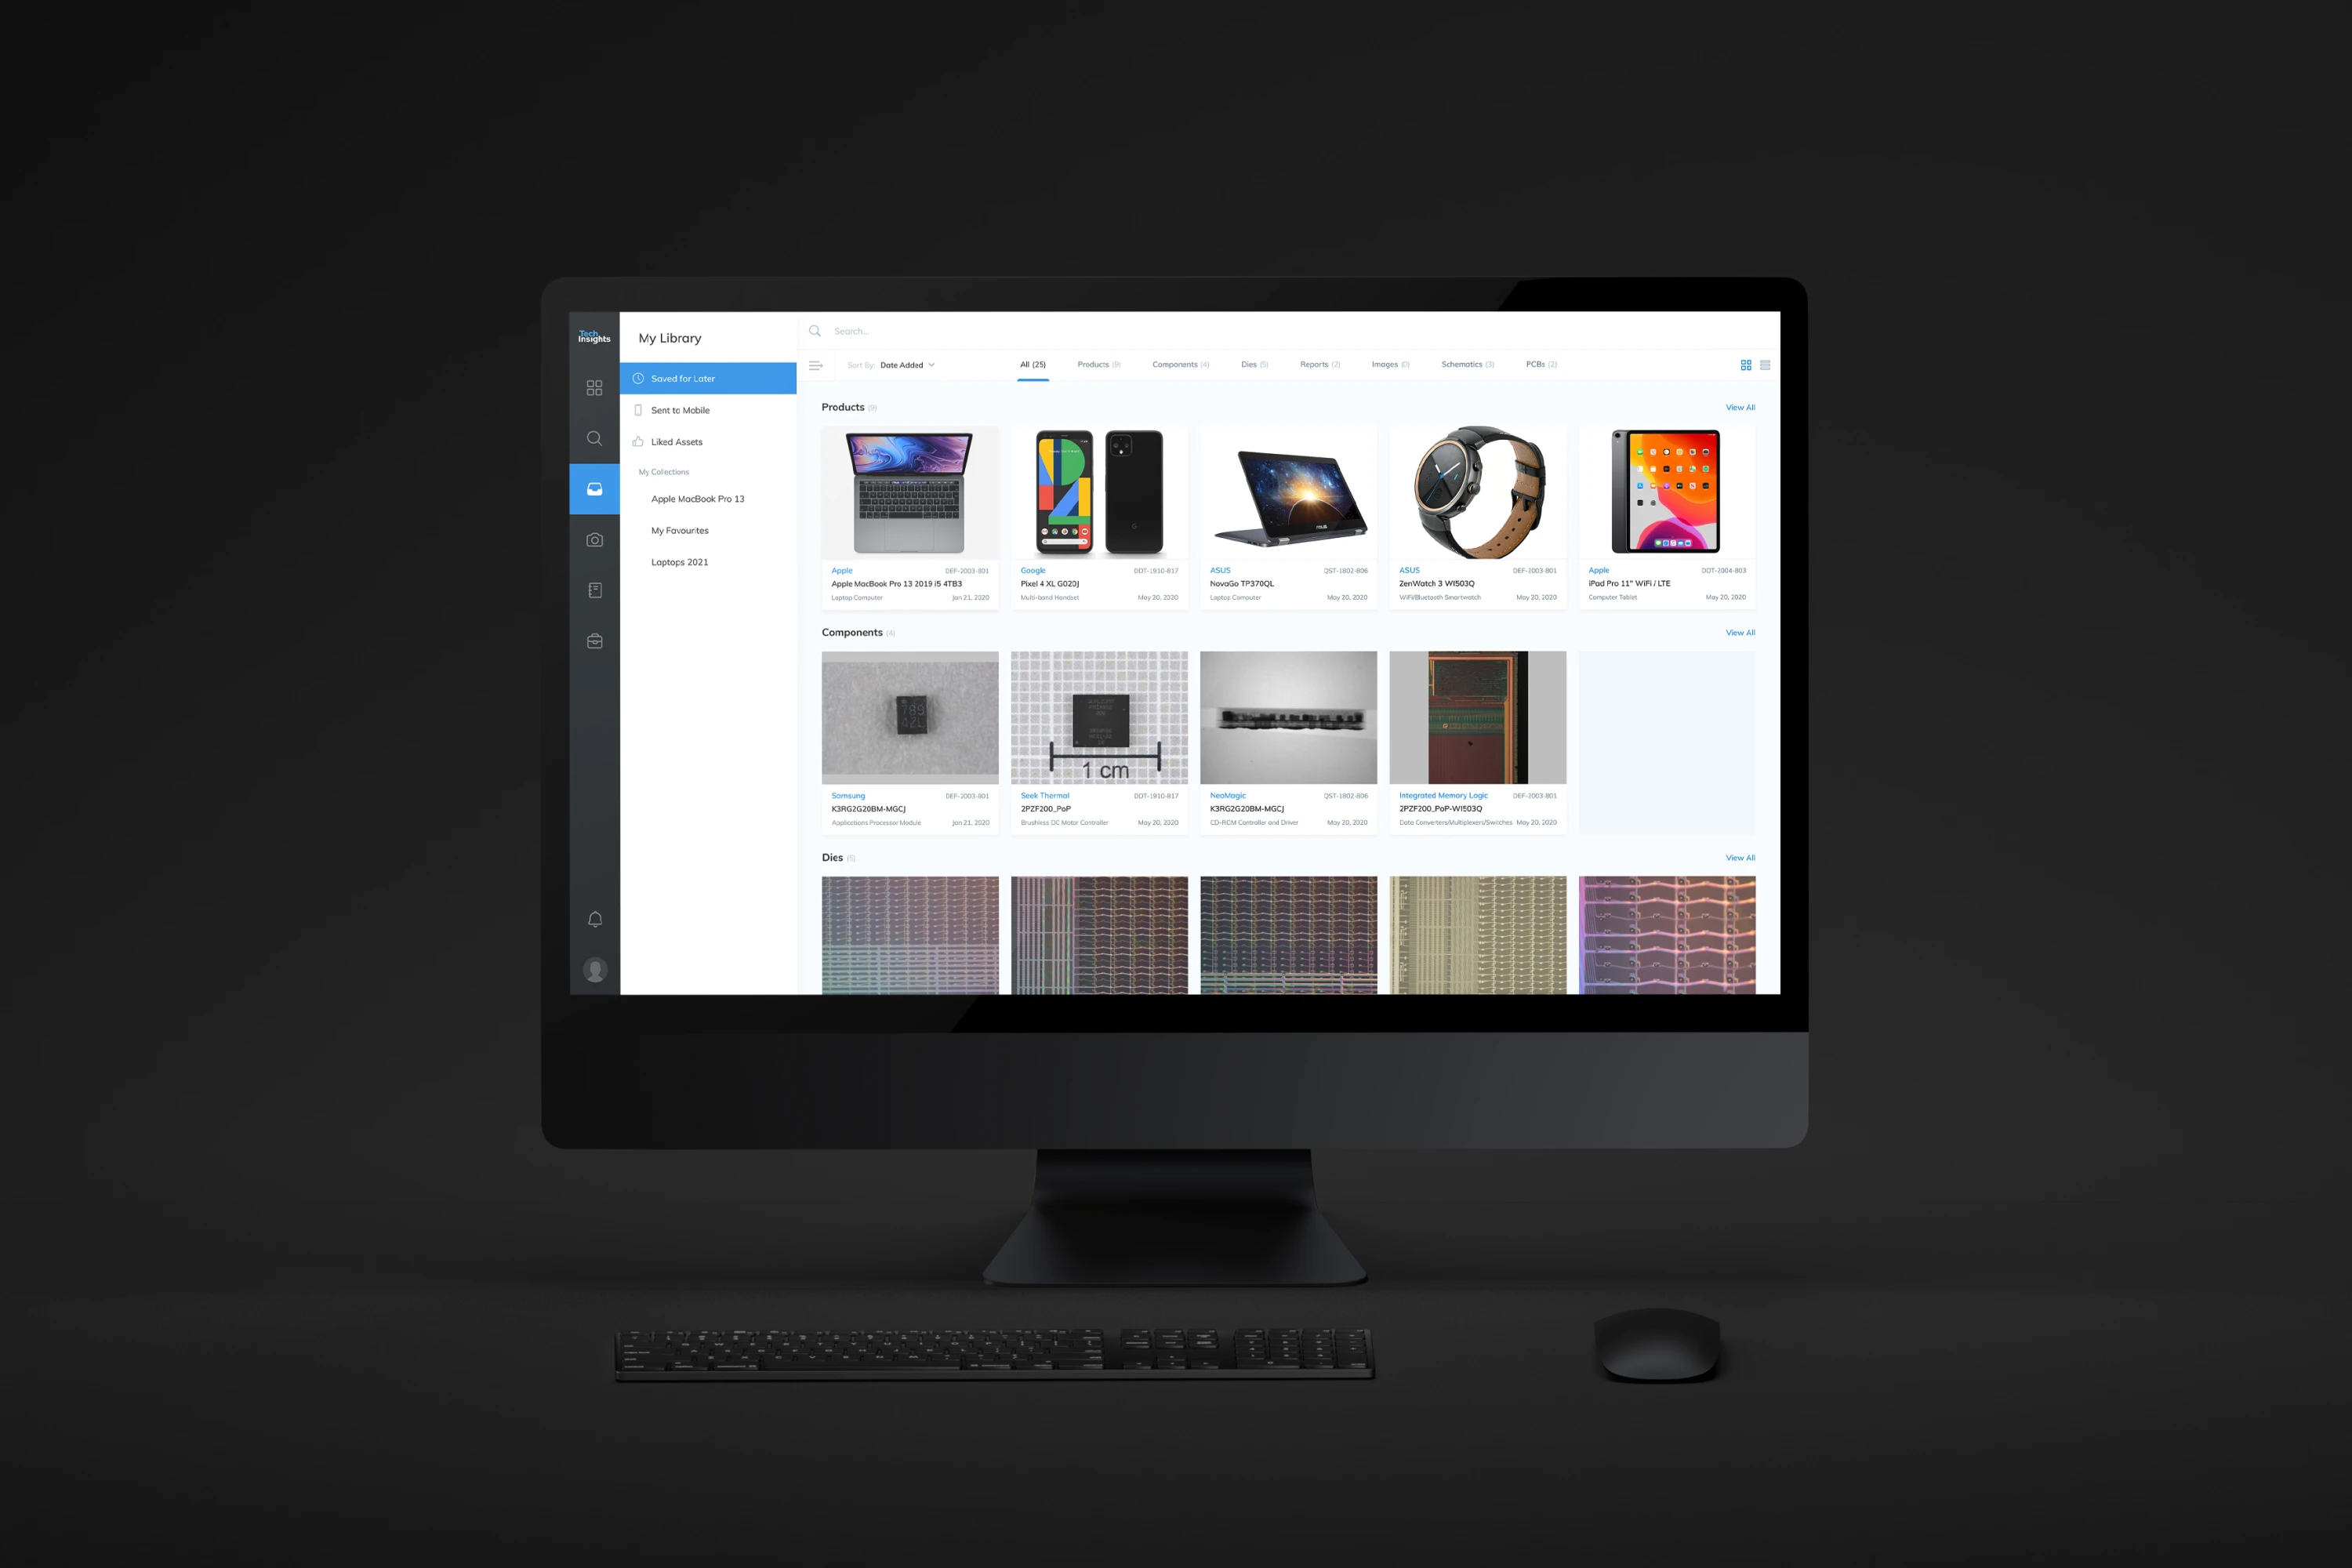 Tech
Insights
My Library
Saved for Later
Sent to Mobile
Liked Assets
My Collections
Apple MacBook Pro 13
My Favourites
Laptops 2021
Search...
Sort By: Date Added
All (25) Products (9) Components (4) Dies (5) Reports (2) Images (0) Schematics (3) PCBs (2)
Products (9) View All
Apple DEF-2003-801
Apple MacBook Pro 13 2019 i5 4TB3
Laptop Computer Jan 21, 2020
Google DDT-1910-817
Pixel 4 XL G020J
Multi-band Handset May 20, 2020
ASUS QST-1802-806
NovaGo TP370QL
Laptop Computer May 20, 2020
ASUS DEF-2003-801
ZenWatch 3 WI503Q
WiFi/Bluetooth Smartwatch May 20, 2020
Apple DDT-2004-803
iPad Pro 11" WiFi / LTE
Computer Tablet May 20, 2020
Components (4) View All
789
42L
Samsung DEF-2003-801
K3RG2G20BM-MGCJ
Applications Processor Module Jan 21, 2020
1 cm
Seek Thermal DDT-1910-817
2PZF200_PoP
Brushless DC Motor Controller May 20, 2020
NeoMagic QST-1802-806
K3RG2G20BM-MGCJ
CD-ROM Controller and Driver May 20, 2020
Integrated Memory Logic DEF-2003-801
2PZF200_PoP-WI503Q
Data Converters/Multiplexers/Switches May 20, 2020
Dies (5) View All